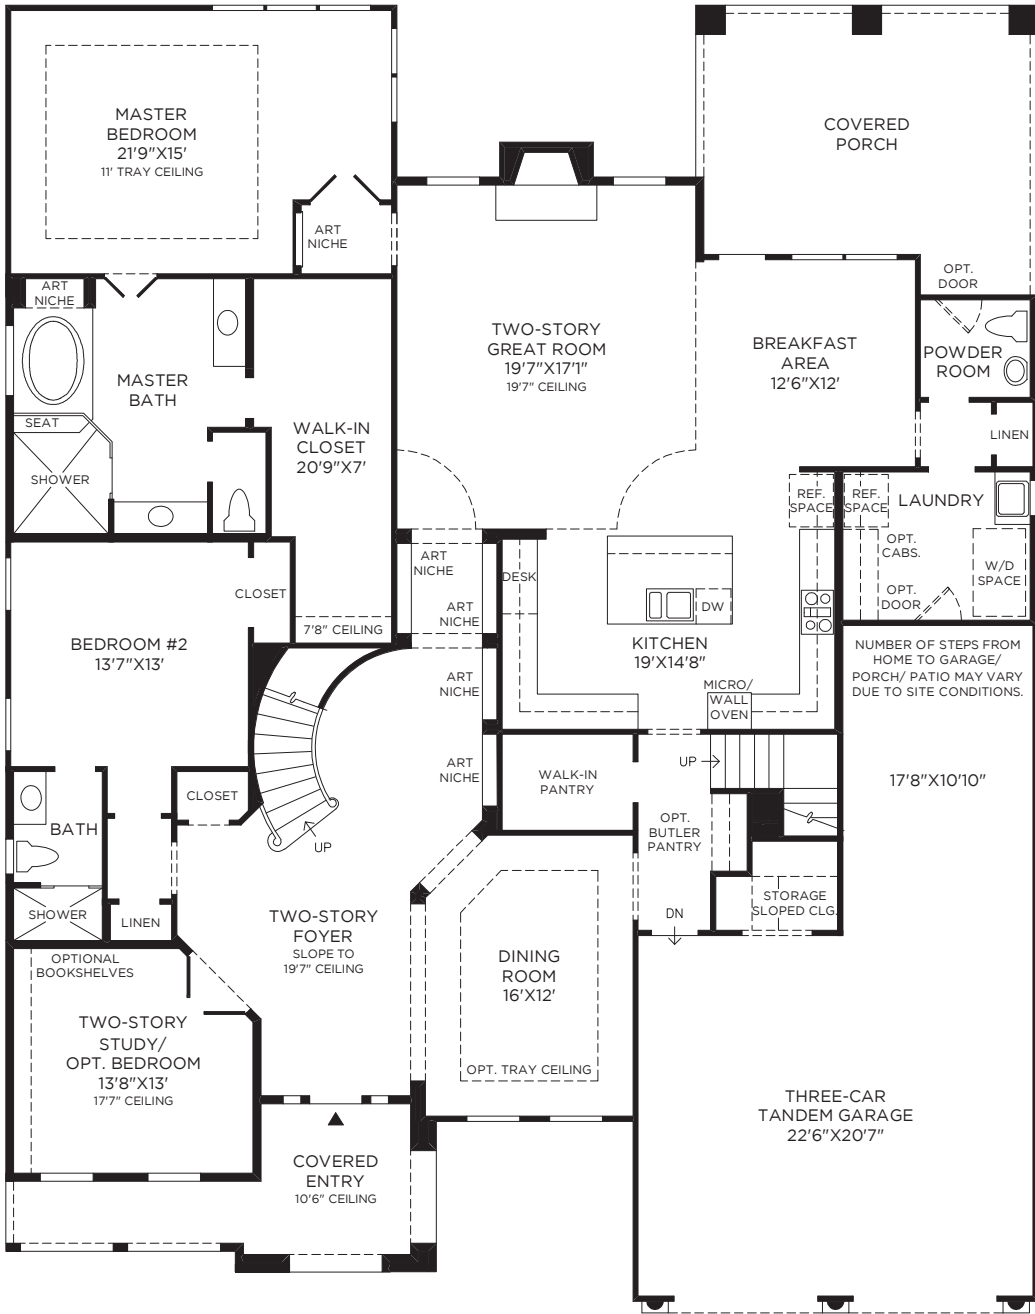 MASTER
BEDROOM
21'9"X15'
11' TRAY CEILING
COVERED
PORCH
ART
NICHE
ART
NICHE
OPT.
DOOR
TWO-STORY
GREAT ROOM
19'7"X17'1"
19'7" CEILING
BREAKFAST
AREA
12'6"X12'
POWDER
ROOM
MASTER
BATH
SEAT
SHOWER
WALK-IN
CLOSET
20'9"X7'
LINEN
REF.
SPACE
REF.
SPACE
LAUNDRY
OPT.
CABS.
W/D
SPACE
OPT.
DOOR
ART
NICHE
ART
NICHE
DESK
DW
CLOSET
7'8" CEILING
BEDROOM #2
13'7"X13'
KITCHEN
19'X14'8"
MICRO/
WALL
OVEN
NUMBER OF STEPS FROM
HOME TO GARAGE/
PORCH/ PATIO MAY VARY
DUE TO SITE CONDITIONS.
ART
NICHE
ART
NICHE
WALK-IN
PANTRY
UP
17'8"X10'10"
CLOSET
BATH
UP
OPT.
BUTLER
PANTRY
SHOWER
LINEN
STORAGE
SLOPED CLG.
DN
TWO-STORY
FOYER
SLOPE TO
19'7" CEILING
DINING
ROOM
16'X12'
OPT. TRAY CEILING
OPTIONAL
BOOKSHELVES
TWO-STORY
STUDY/
OPT. BEDROOM
13'8"X13'
17'7" CEILING
THREE-CAR
TANDEM GARAGE
22'6"X20'7"
COVERED
ENTRY
10'6" CEILING